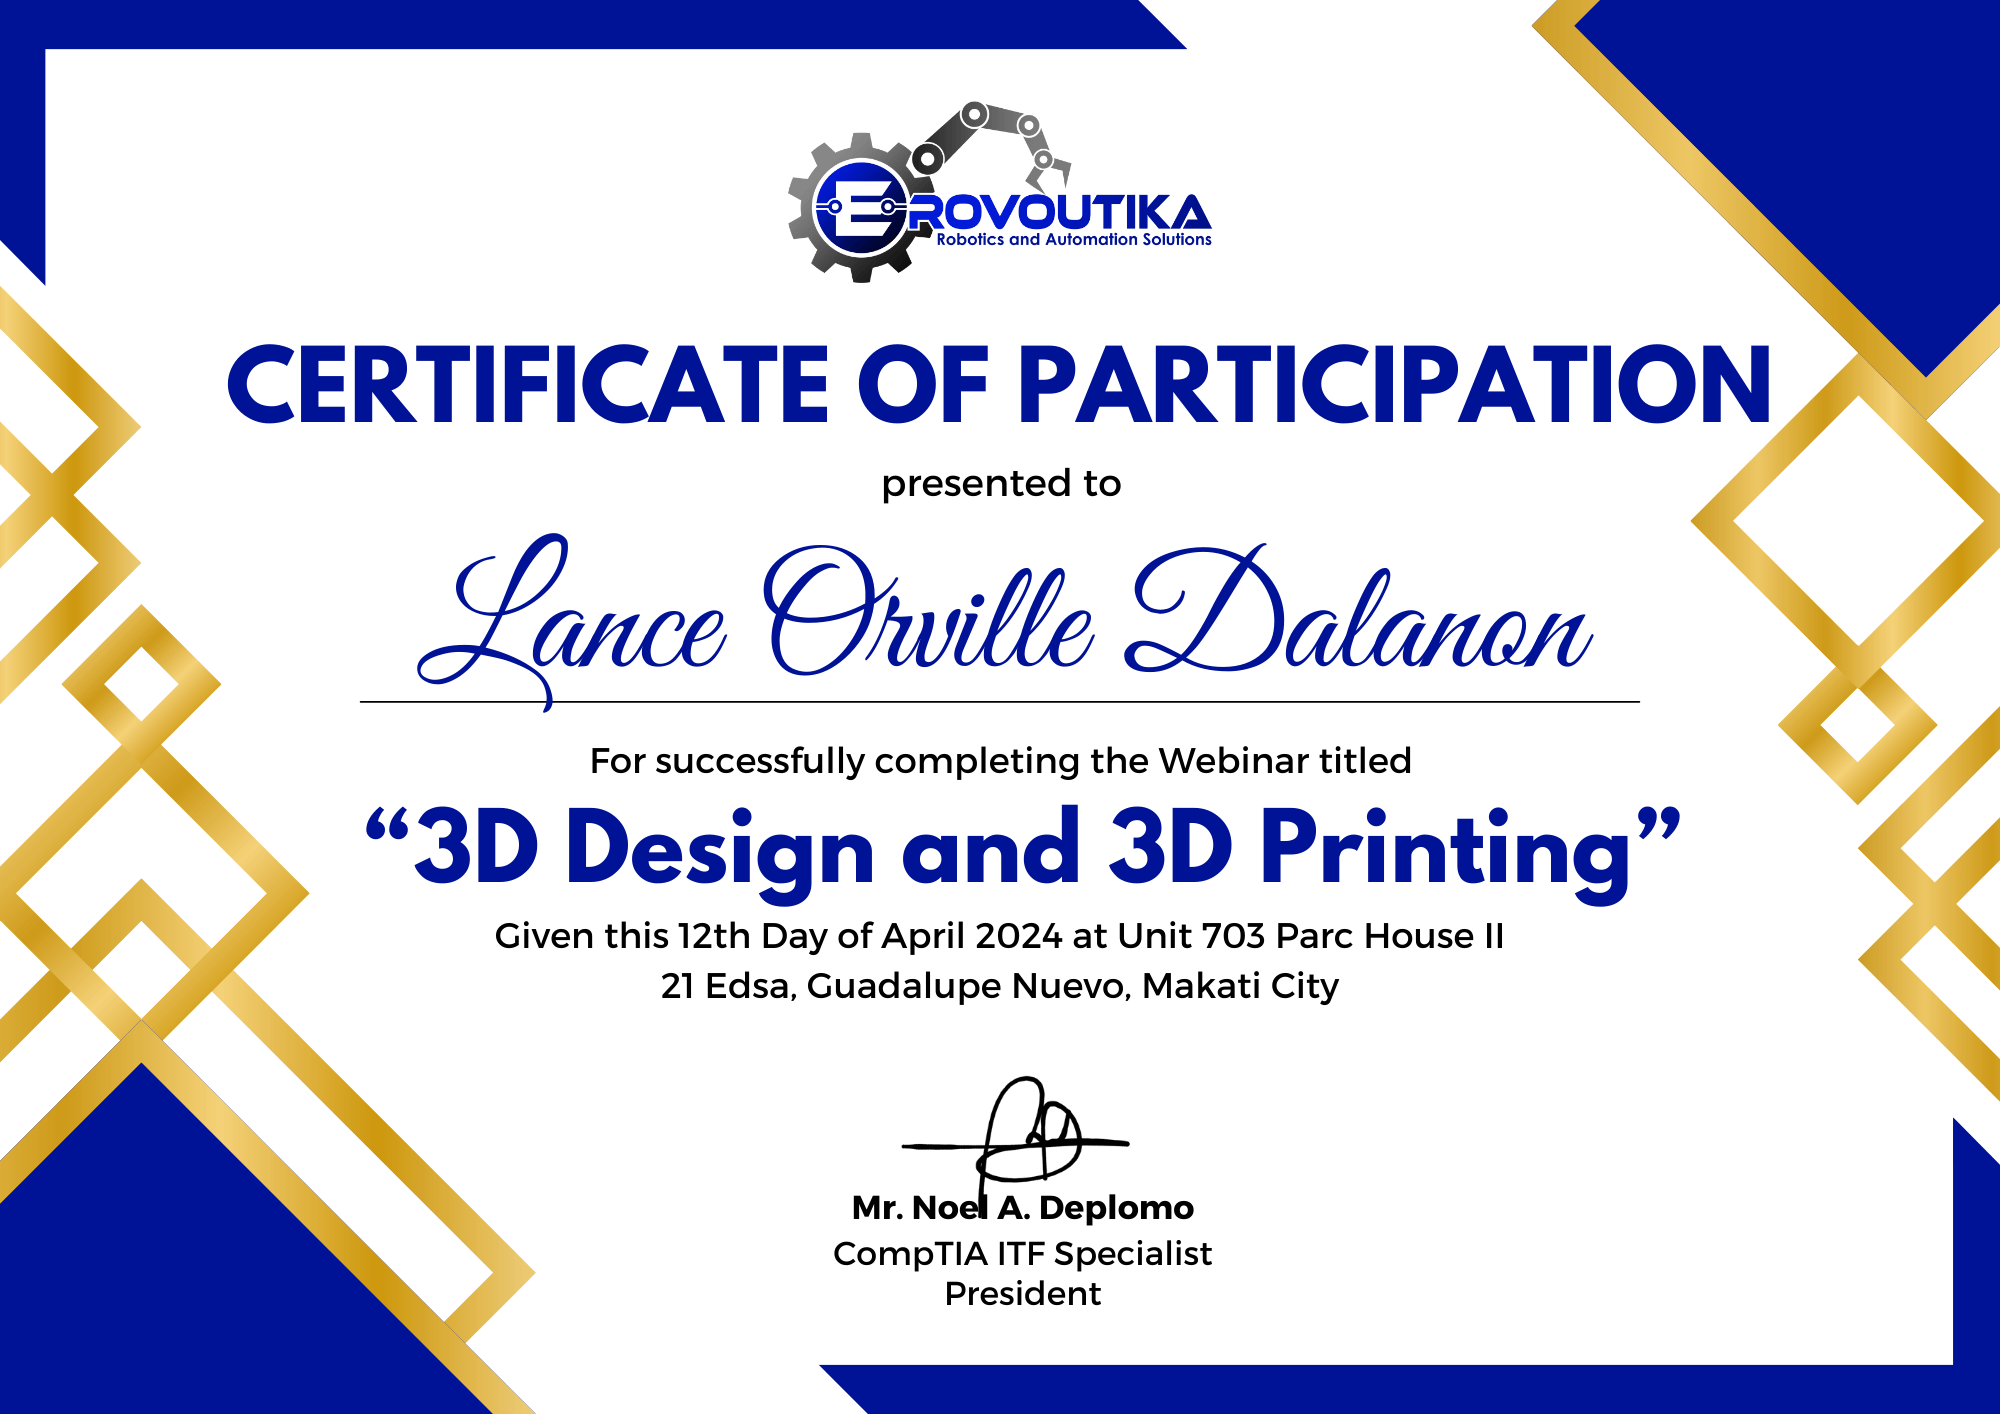 EROVOUTIKA
Robotics and Automation Solutions
CERTIFICATE OF PARTICIPATION
presented to
Lance Orville Dalanon
For successfully completing the Webinar titled
“3D Design and 3D Printing”
Given this 12th Day of April 2024 at Unit 703 Parc House II
21 Edsa, Guadalupe Nuevo, Makati City
Mr. Noel A. Deplomo
CompTIA ITF Specialist
President